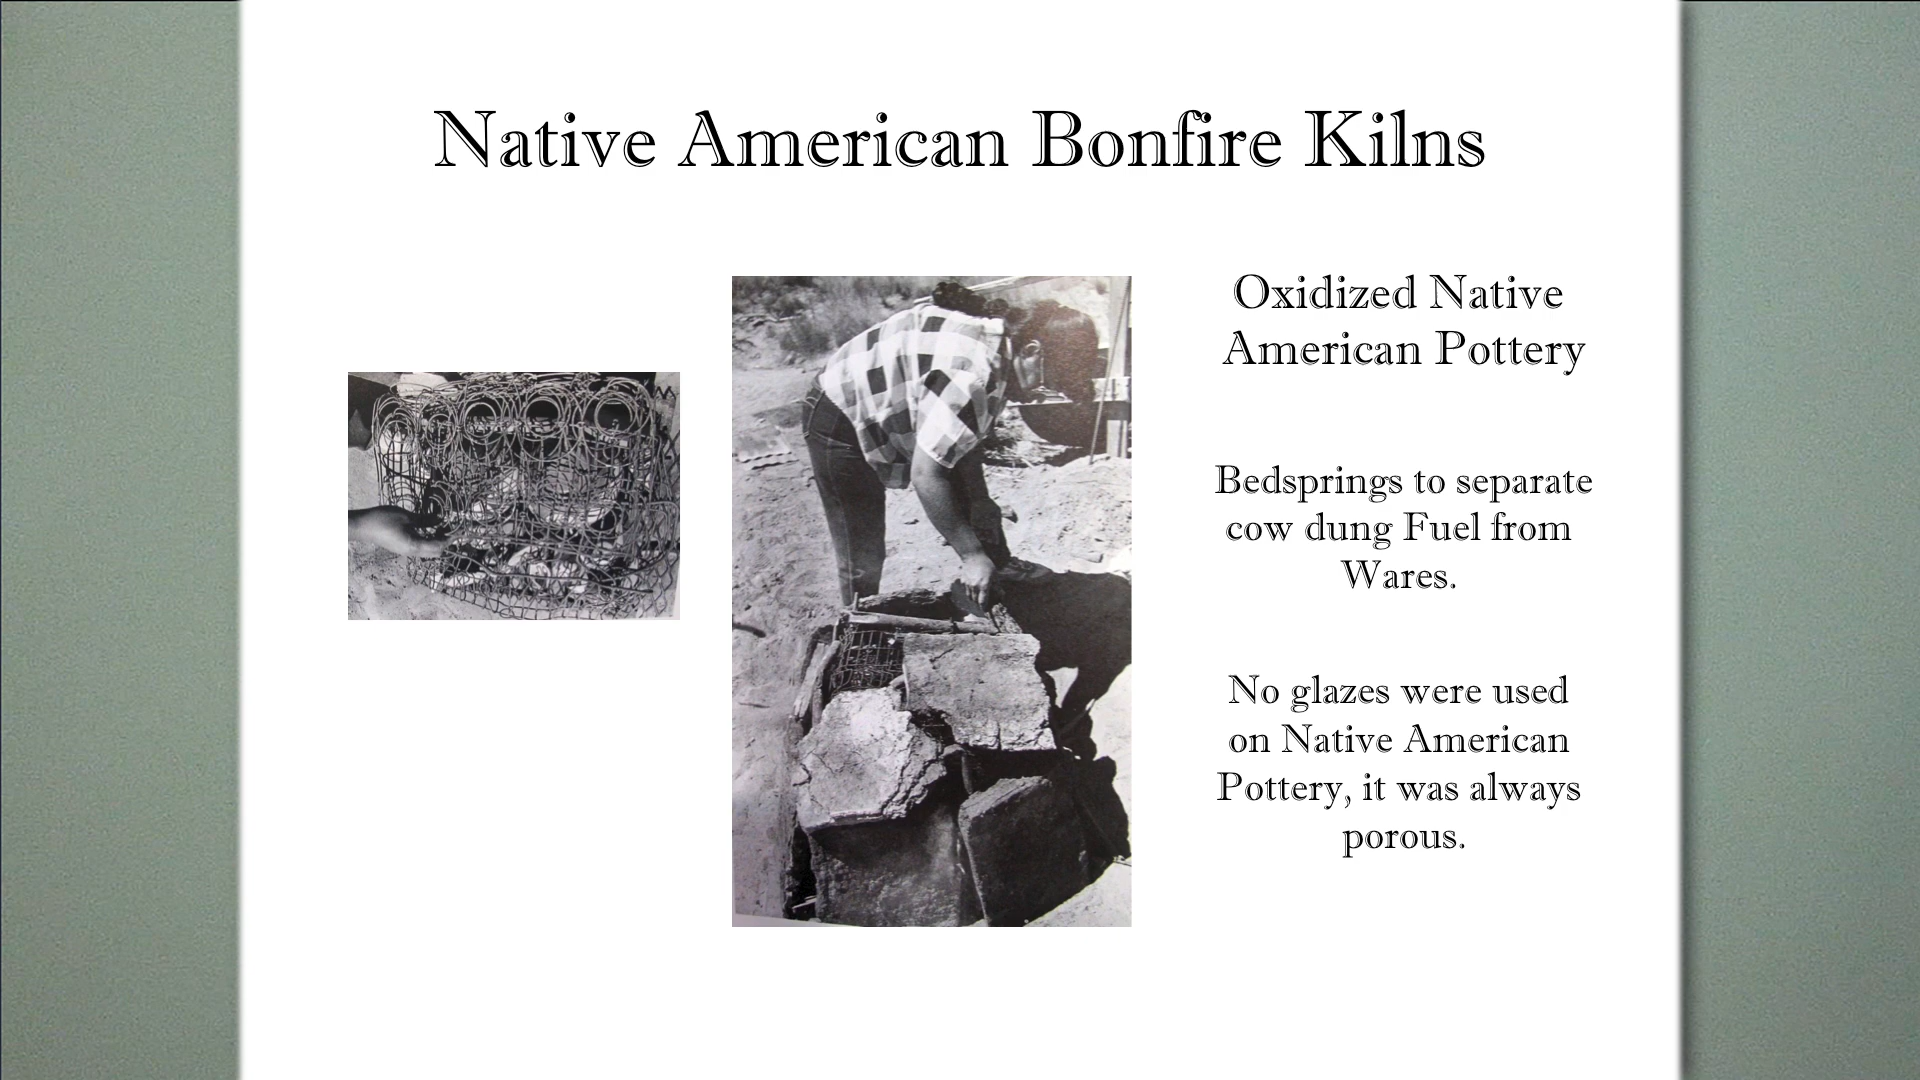 Native American Bonfire Kilns
Oxidized Native
American Pottery
Bedsprings to separate
cow dung Fuel from
Wares.
No glazes were used
on Native American
Pottery, it was always
porous.